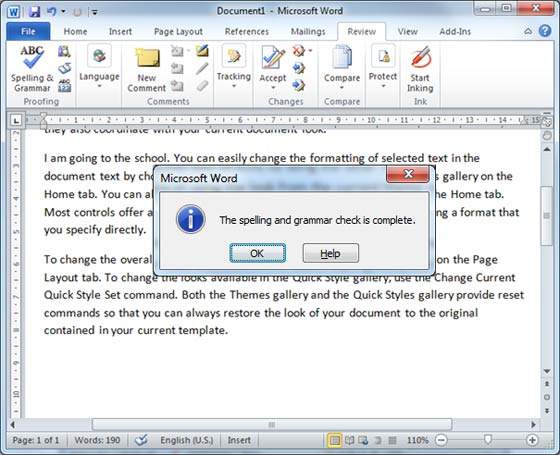 Document1 - Microsoft Word
File Home Insert Page Layout References Mailings Review View Add-Ins
ABC
Spelling & Grammar
ABC 123
Proofing
Language
New Comment
Comments
Tracking
Accept
Changes
Compare
Compare
Protect
Start Inking
Ink
they also coordinate with your current document look.
I am going to the school. You can easily change the formatting of selected text in the
document text by cho s gallery on the
Home tab. You can al the Home tab.
Most controls offer a ng a format that
you specify directly.
Microsoft Word
The spelling and grammar check is complete.
OK Help
To change the overal on the Page
Layout tab. To change the looks available in the Quick Style gallery, use the Change Current
Quick Style Set command. Both the Themes gallery and the Quick Styles gallery provide reset
commands so that you can always restore the look of your document to the original
contained in your current template.
Page: 1 of 1 Words: 190 English (U.S.) Insert 110%